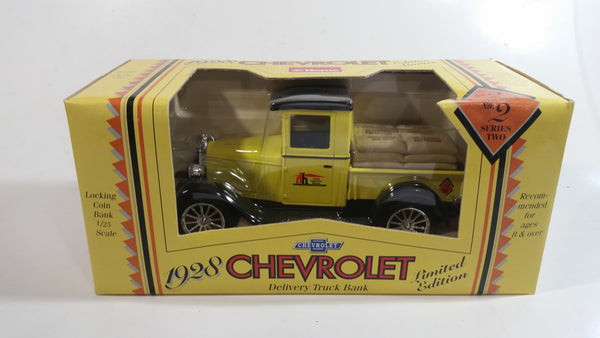 1928 CHEVROLET
No.
2
SERIES
TWO
Locking
Coin
Bank
1/25
Scale
Recom-
mended
for
ages
8 & over
CHEVROLET
1928 CHEVROLET Limited
Edition
Delivery Truck Bank